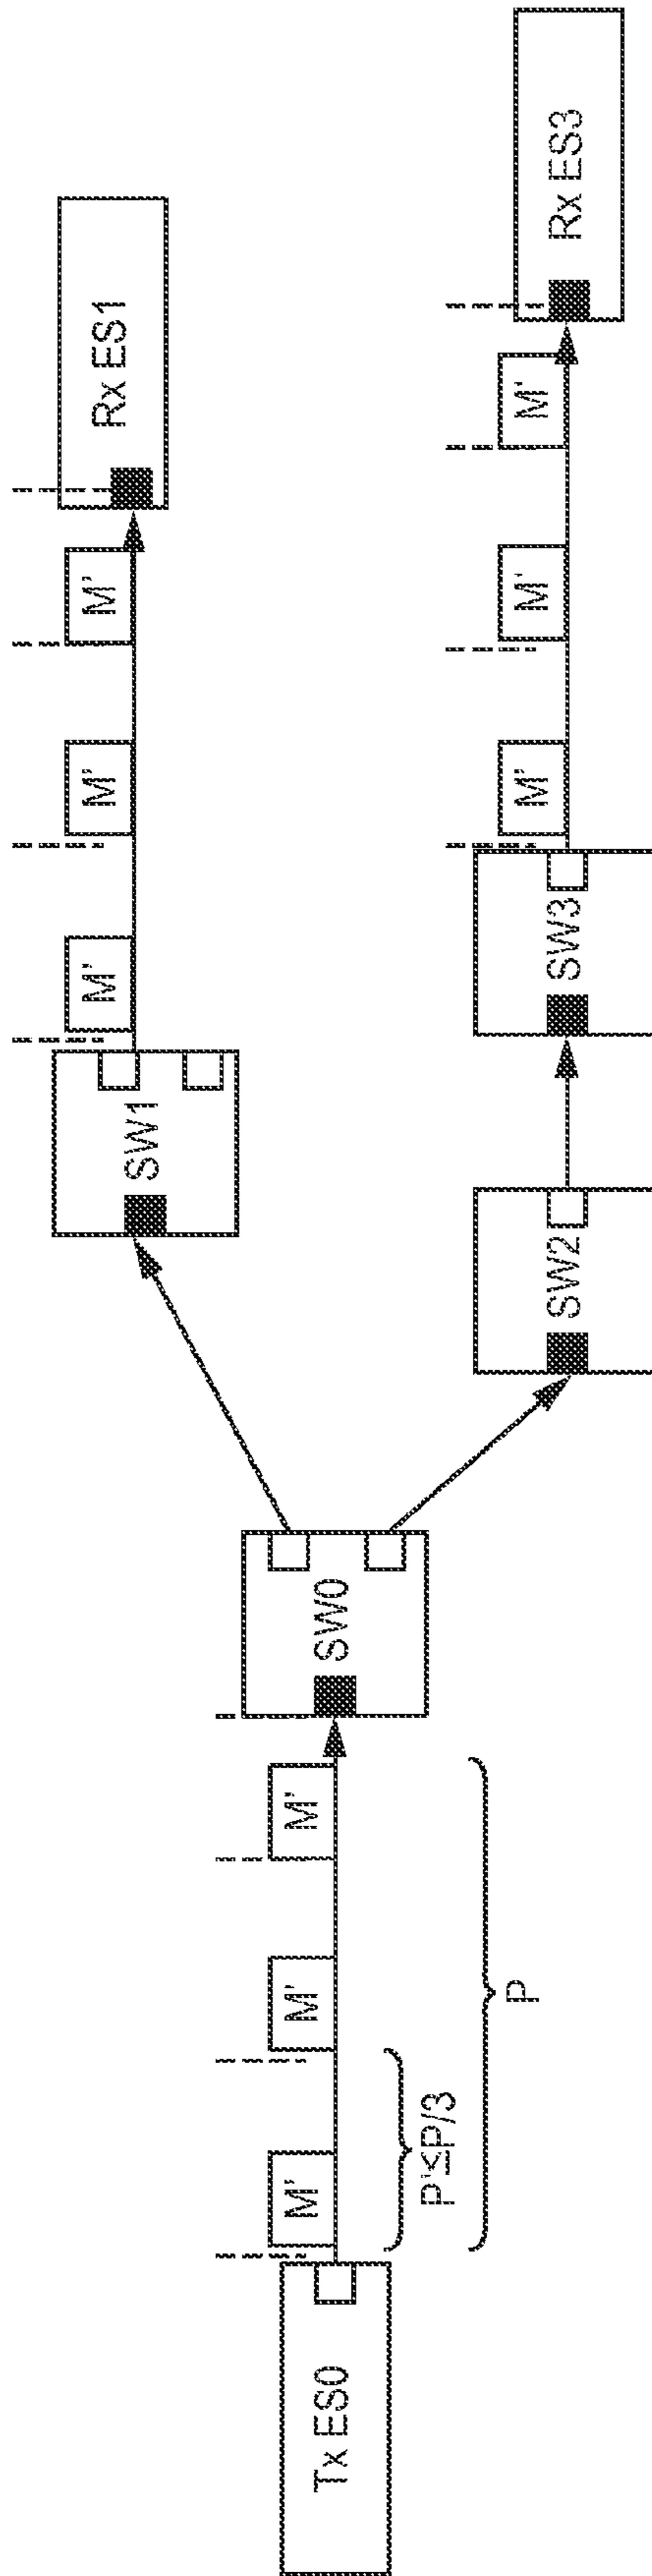 Tx ES0
M'
M'
M'
P'≤P/3
P
SW0
SW1
M'
M'
M'
Rx ES1
SW2
SW3
M'
M'
M'
Rx ES3